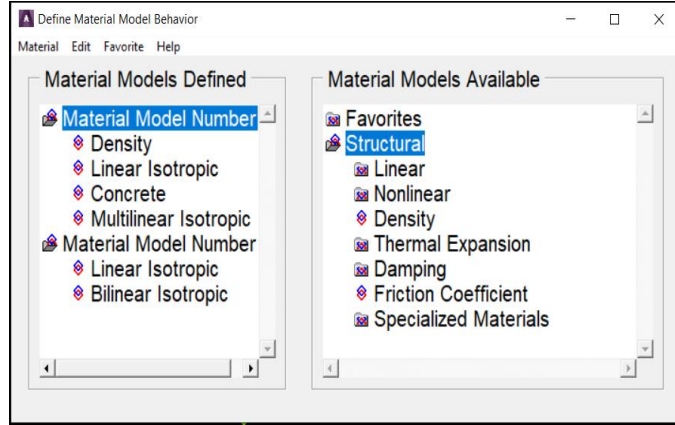 Define Material Model Behavior
Material Edit Favorite Help
Material Models Defined
Material Model Number
Density
Linear Isotropic
Concrete
Multilinear Isotropic
Material Model Number
Linear Isotropic
Bilinear Isotropic
Material Models Available
Favorites
Structural
Linear
Nonlinear
Density
Thermal Expansion
Damping
Friction Coefficient
Specialized Materials